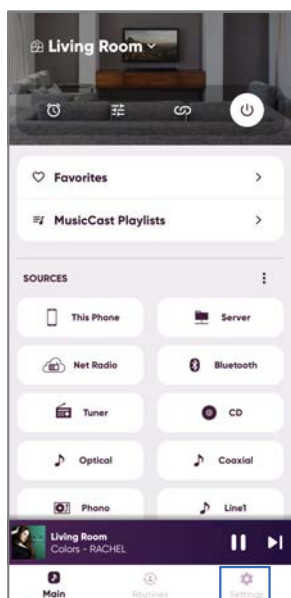 Living Room
Favorites
MusicCast Playlists
SOURCES
This Phone
Server
Net Radio
Bluetooth
Tuner
CD
Optical
Coaxial
Phono
Line1
Living Room
Colors - RACHEL
Main
Routines
Settings